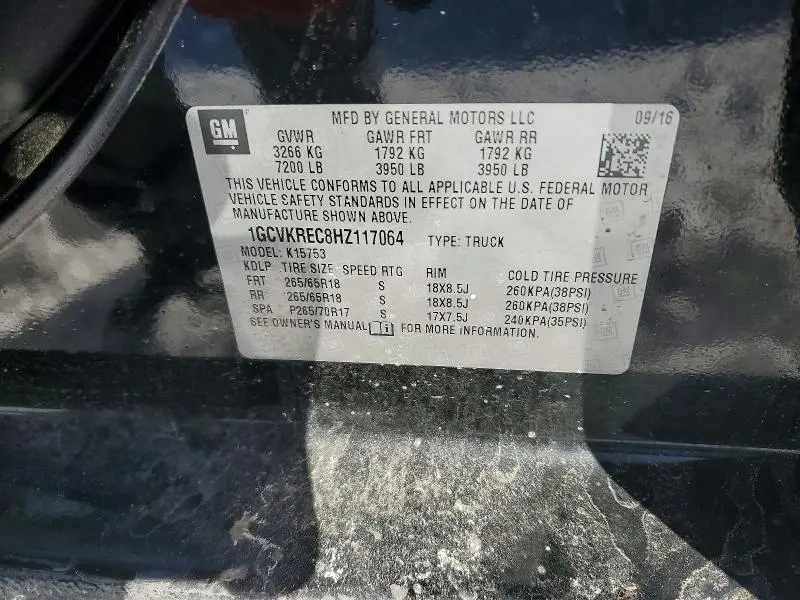 GM
MFD BY GENERAL MOTORS LLC 09/16
GVWR GAWR FRT GAWR RR
3266 KG 1792 KG 1792 KG
7200 LB 3950 LB 3950 LB
THIS VEHICLE CONFORMS TO ALL APPLICABLE U.S. FEDERAL MOTOR
VEHICLE SAFETY STANDARDS IN EFFECT ON THE DATE OF
MANUFACTURE SHOWN ABOVE.
1GCVKREC8HZ117064 TYPE: TRUCK
MODEL: K15753
KDLP TIRE SIZE SPEED RTG RIM COLD TIRE PRESSURE
FRT 265/65R18 S 18X8.5J 260KPA(38PSI)
RR 265/65R18 S 18X8.5J 260KPA(38PSI)
SPA P265/70R17 S 17X7.5J 240KPA(35PSI)
SEE OWNER'S MANUAL i FOR MORE INFORMATION.